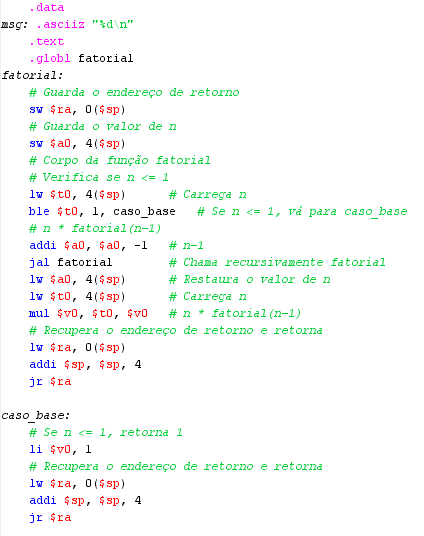 .data
msg: .asciiz "%d\n"
.text
.globl fatorial
fatorial:
# Guarda o endereço de retorno
sw $ra, 0($sp)
# Guarda o valor de n
sw $a0, 4($sp)
# Corpo da função fatorial
# Verifica se n <= 1
lw $t0, 4($sp) # Carrega n
ble $t0, 1, caso_base # Se n <= 1, vá para caso_base
# n * fatorial(n-1)
addi $a0, $a0, -1 # n-1
jal fatorial # Chama recursivamente fatorial
lw $a0, 4($sp) # Restaura o valor de n
lw $t0, 4($sp) # Carrega n
mul $v0, $t0, $v0 # n * fatorial(n-1)
# Recupera o endereço de retorno e retorna
lw $ra, 0($sp)
addi $sp, $sp, 4
jr $ra
caso_base:
# Se n <= 1, retorna 1
li $v0, 1
# Recupera o endereço de retorno e retorna
lw $ra, 0($sp)
addi $sp, $sp, 4
jr $ra